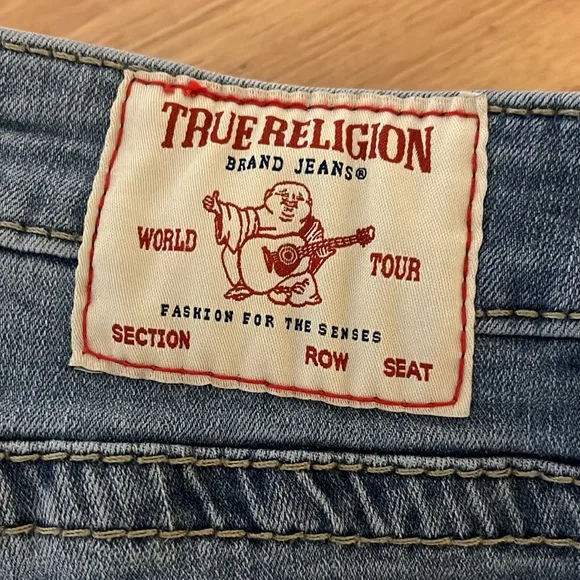 TRUE RELIGION
BRAND JEANS®
WORLD TOUR
FASHION FOR THE SENSES
SECTION ROW SEAT